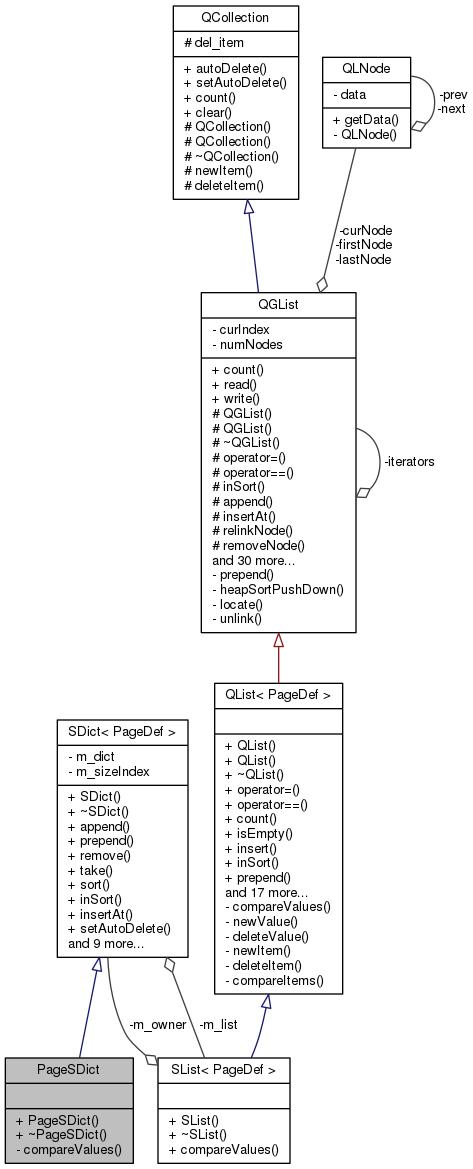 QCollection
# del_item
+ autoDelete()
+ setAutoDelete()
+ count()
+ clear()
# QCollection()
# QCollection()
# ~QCollection()
# newItem()
# deleteItem()
QLNode
- data
+ getData()
- QLNode()
-prev
-next
-curNode
-firstNode
-lastNode
QGList
- curIndex
- numNodes
+ count()
+ read()
+ write()
# QGList()
# QGList()
# ~QGList()
# operator=()
# operator==()
# inSort()
# append()
# insertAt()
# relinkNode()
# removeNode()
and 30 more...
- prepend()
- heapSortPushDown()
- locate()
- unlink()
-iterators
QList< PageDef >
+ QList()
+ QList()
+ ~QList()
+ operator=()
+ operator==()
+ count()
+ isEmpty()
+ insert()
+ inSort()
+ prepend()
and 17 more...
- compareValues()
- newValue()
- deleteValue()
- newItem()
- deleteItem()
- compareItems()
SDict< PageDef >
- m_dict
- m_sizeIndex
+ SDict()
+ ~SDict()
+ append()
+ prepend()
+ remove()
+ take()
+ sort()
+ inSort()
+ insertAt()
+ setAutoDelete()
and 9 more...
-m_owner
-m_list
PageSDict
+ PageSDict()
+ ~PageSDict()
- compareValues()
SList< PageDef >
+ SList()
+ ~SList()
+ compareValues()